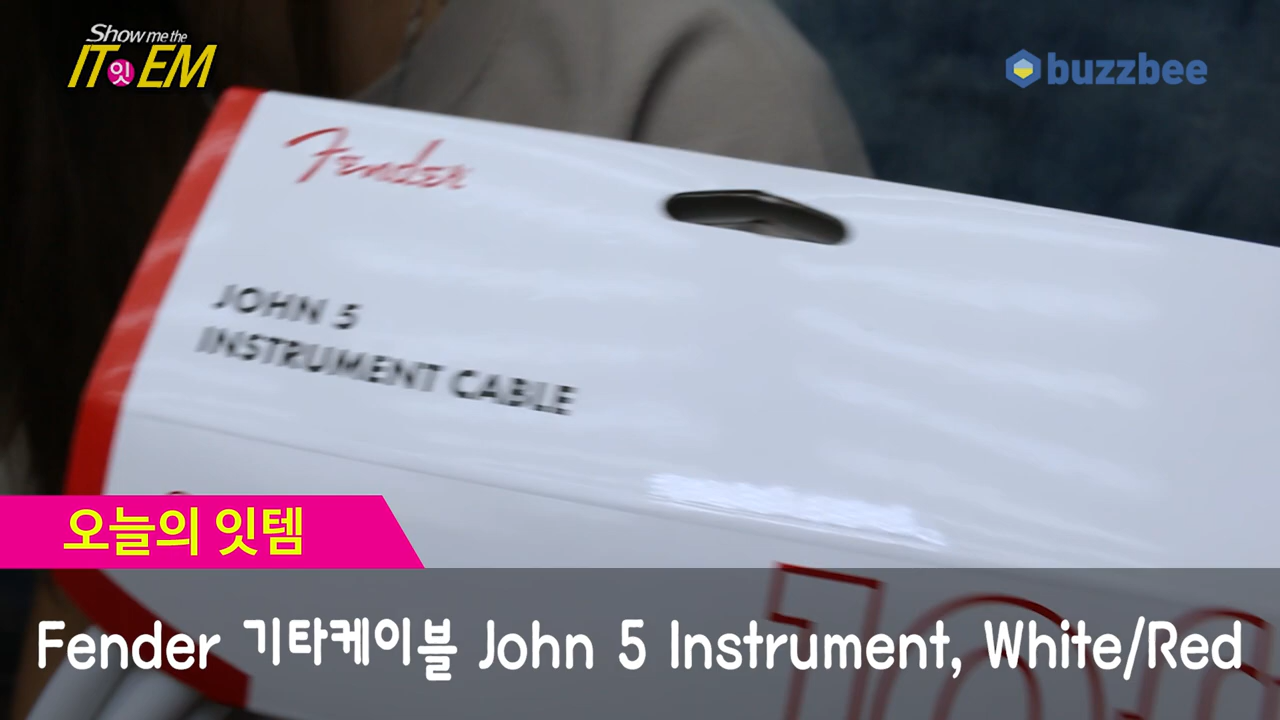 Show me the
IT잇EM
buzzbee
Fender
JOHN 5
INSTRUMENT CABLE
오늘의 잇템
Fender 기타케이블 John 5 Instrument, White/Red